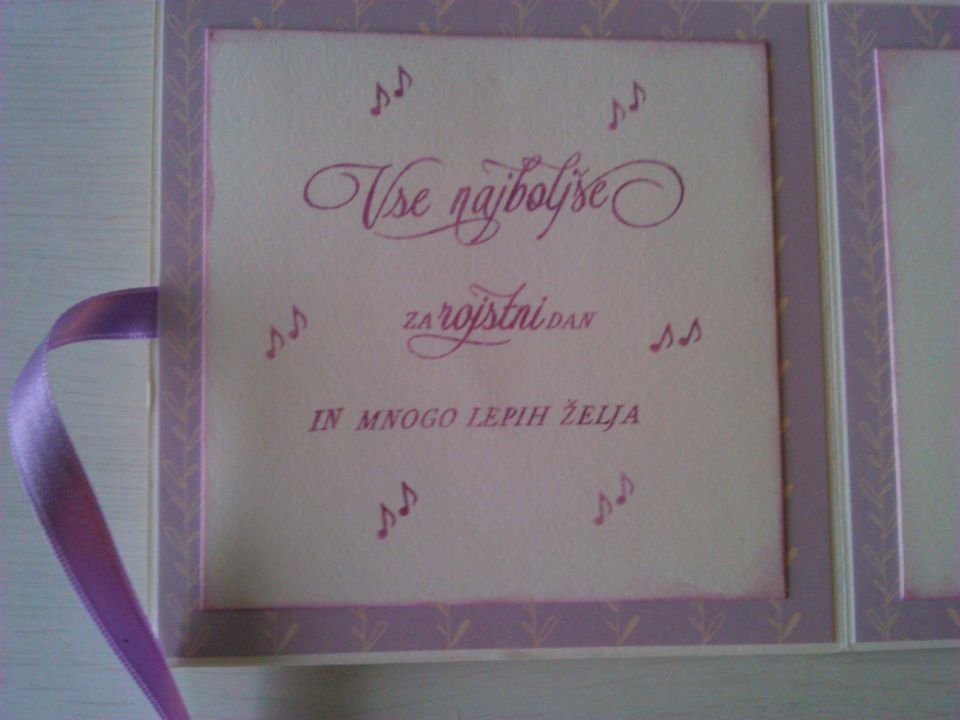 Vse najboljše
ZA rojstni DAN
IN MNOGO LEPIH ŽELJA